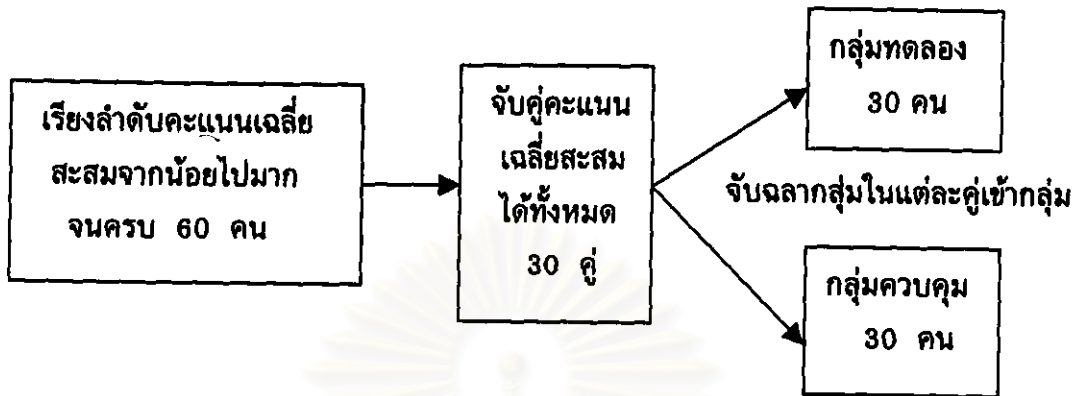 เรียงลำดับคะแนนเฉลี่ย
สะสมจากน้อยไปมาก
จนครบ 60 คน
จับคู่คะแนน
เฉลี่ยสะสม
ได้ทั้งหมด
30 คู่
กลุ่มทดลอง
30 คน
จับฉลากสุ่มในแต่ละคู่เข้ากลุ่ม
กลุ่มควบคุม
30 คน